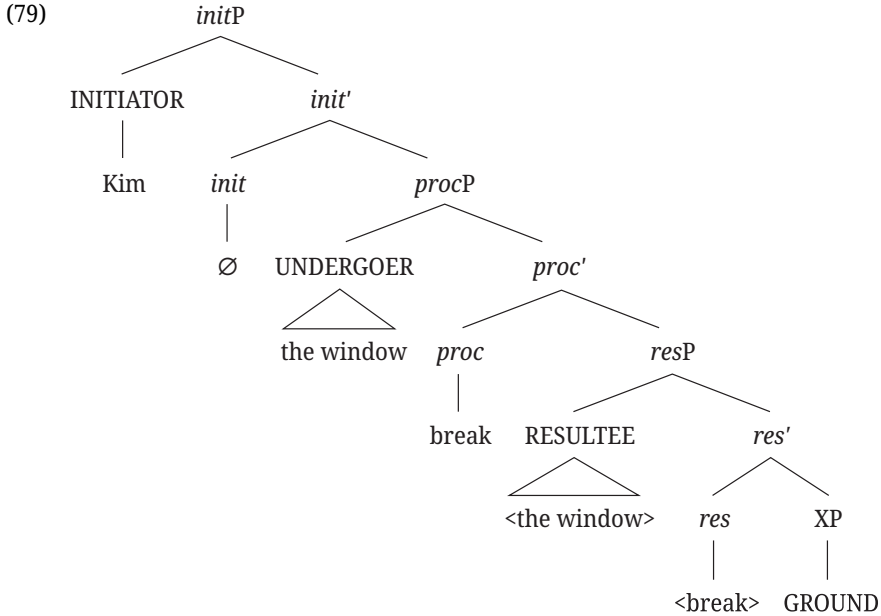 (79) initP
INITIATOR init'
Kim init procP
∅ UNDERGOER proc'
the window proc resP
break RESULTEE res'
<the window> res XP
<break> GROUND